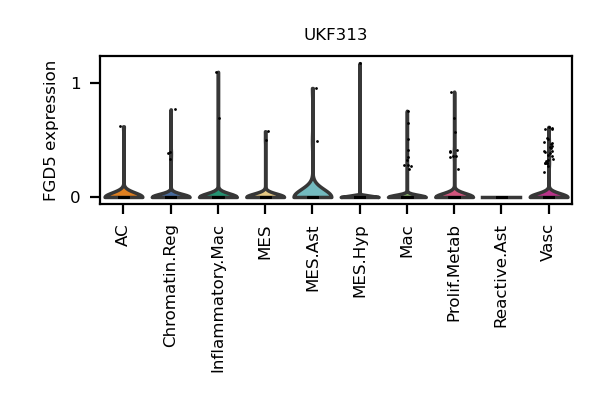 UKF313
FGD5 expression
1
0
AC
Chromatin.Reg
Inflammatory.Mac
MES
MES.Ast
MES.Hyp
Mac
Prolif.Metab
Reactive.Ast
Vasc